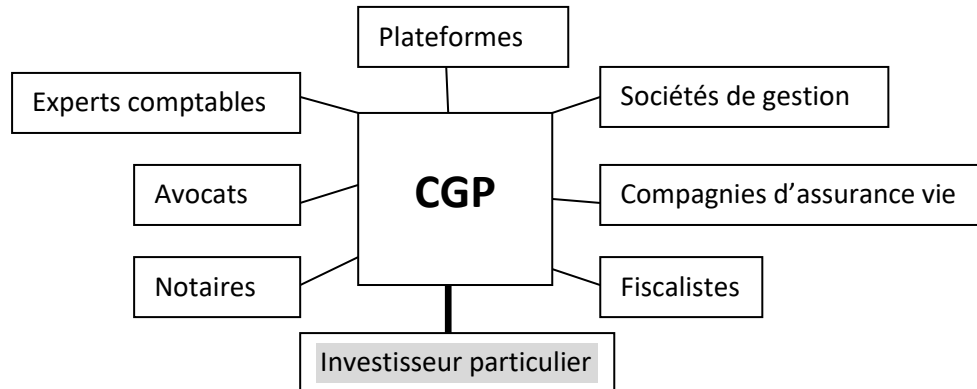 Plateformes
Experts comptables
Sociétés de gestion
Avocats
CGP
Compagnies d’assurance vie
Notaires
Fiscalistes
Investisseur particulier